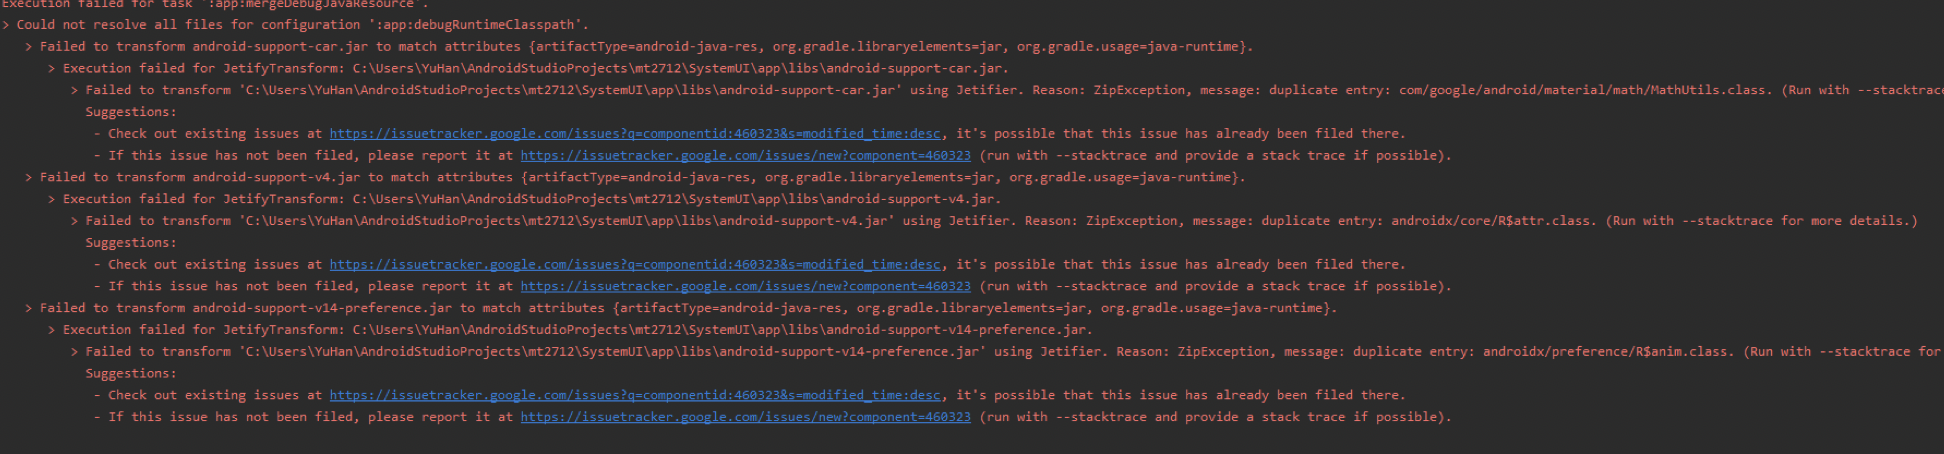 Execution failed for task ':app:mergeDebugJavaResource'.
> Could not resolve all files for configuration ':app:debugRuntimeClasspath'.
> Failed to transform android-support-car.jar to match attributes {artifactType=android-java-res, org.gradle.libraryelements=jar, org.gradle.usage=java-runtime}.
> Execution failed for JetifyTransform: C:\Users\YuHan\AndroidStudioProjects\mt2712\SystemUI\app\libs\android-support-car.jar.
> Failed to transform 'C:\Users\YuHan\AndroidStudioProjects\mt2712\SystemUI\app\libs\android-support-car.jar' using Jetifier. Reason: ZipException, message: duplicate entry: com/google/android/material/math/MathUtils.class. (Run with --stacktrace
Suggestions:
- Check out existing issues at https://issuetracker.google.com/issues?q=componentid:460323&s=modified_time:desc, it's possible that this issue has already been filed there.
- If this issue has not been filed, please report it at https://issuetracker.google.com/issues/new?component=460323 (run with --stacktrace and provide a stack trace if possible).
> Failed to transform android-support-v4.jar to match attributes {artifactType=android-java-res, org.gradle.libraryelements=jar, org.gradle.usage=java-runtime}.
> Execution failed for JetifyTransform: C:\Users\YuHan\AndroidStudioProjects\mt2712\SystemUI\app\libs\android-support-v4.jar.
> Failed to transform 'C:\Users\YuHan\AndroidStudioProjects\mt2712\SystemUI\app\libs\android-support-v4.jar' using Jetifier. Reason: ZipException, message: duplicate entry: androidx/core/R$attr.class. (Run with --stacktrace for more details.)
Suggestions:
- Check out existing issues at https://issuetracker.google.com/issues?q=componentid:460323&s=modified_time:desc, it's possible that this issue has already been filed there.
- If this issue has not been filed, please report it at https://issuetracker.google.com/issues/new?component=460323 (run with --stacktrace and provide a stack trace if possible).
> Failed to transform android-support-v14-preference.jar to match attributes {artifactType=android-java-res, org.gradle.libraryelements=jar, org.gradle.usage=java-runtime}.
> Execution failed for JetifyTransform: C:\Users\YuHan\AndroidStudioProjects\mt2712\SystemUI\app\libs\android-support-v14-preference.jar.
> Failed to transform 'C:\Users\YuHan\AndroidStudioProjects\mt2712\SystemUI\app\libs\android-support-v14-preference.jar' using Jetifier. Reason: ZipException, message: duplicate entry: androidx/preference/R$anim.class. (Run with --stacktrace for
Suggestions:
- Check out existing issues at https://issuetracker.google.com/issues?q=componentid:460323&s=modified_time:desc, it's possible that this issue has already been filed there.
- If this issue has not been filed, please report it at https://issuetracker.google.com/issues/new?component=460323 (run with --stacktrace and provide a stack trace if possible).